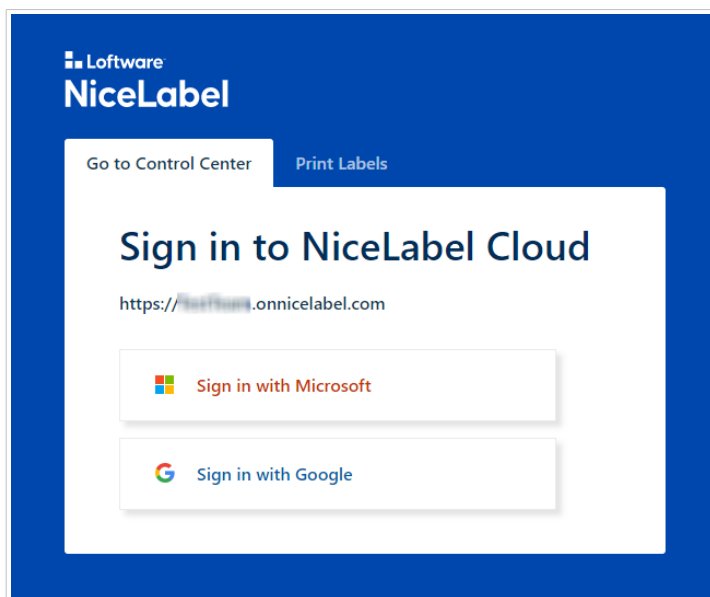 Loftware
NiceLabel
Go to Control Center Print Labels
Sign in to NiceLabel Cloud
https:// .onnicelabel.com
Sign in with Microsoft
Sign in with Google